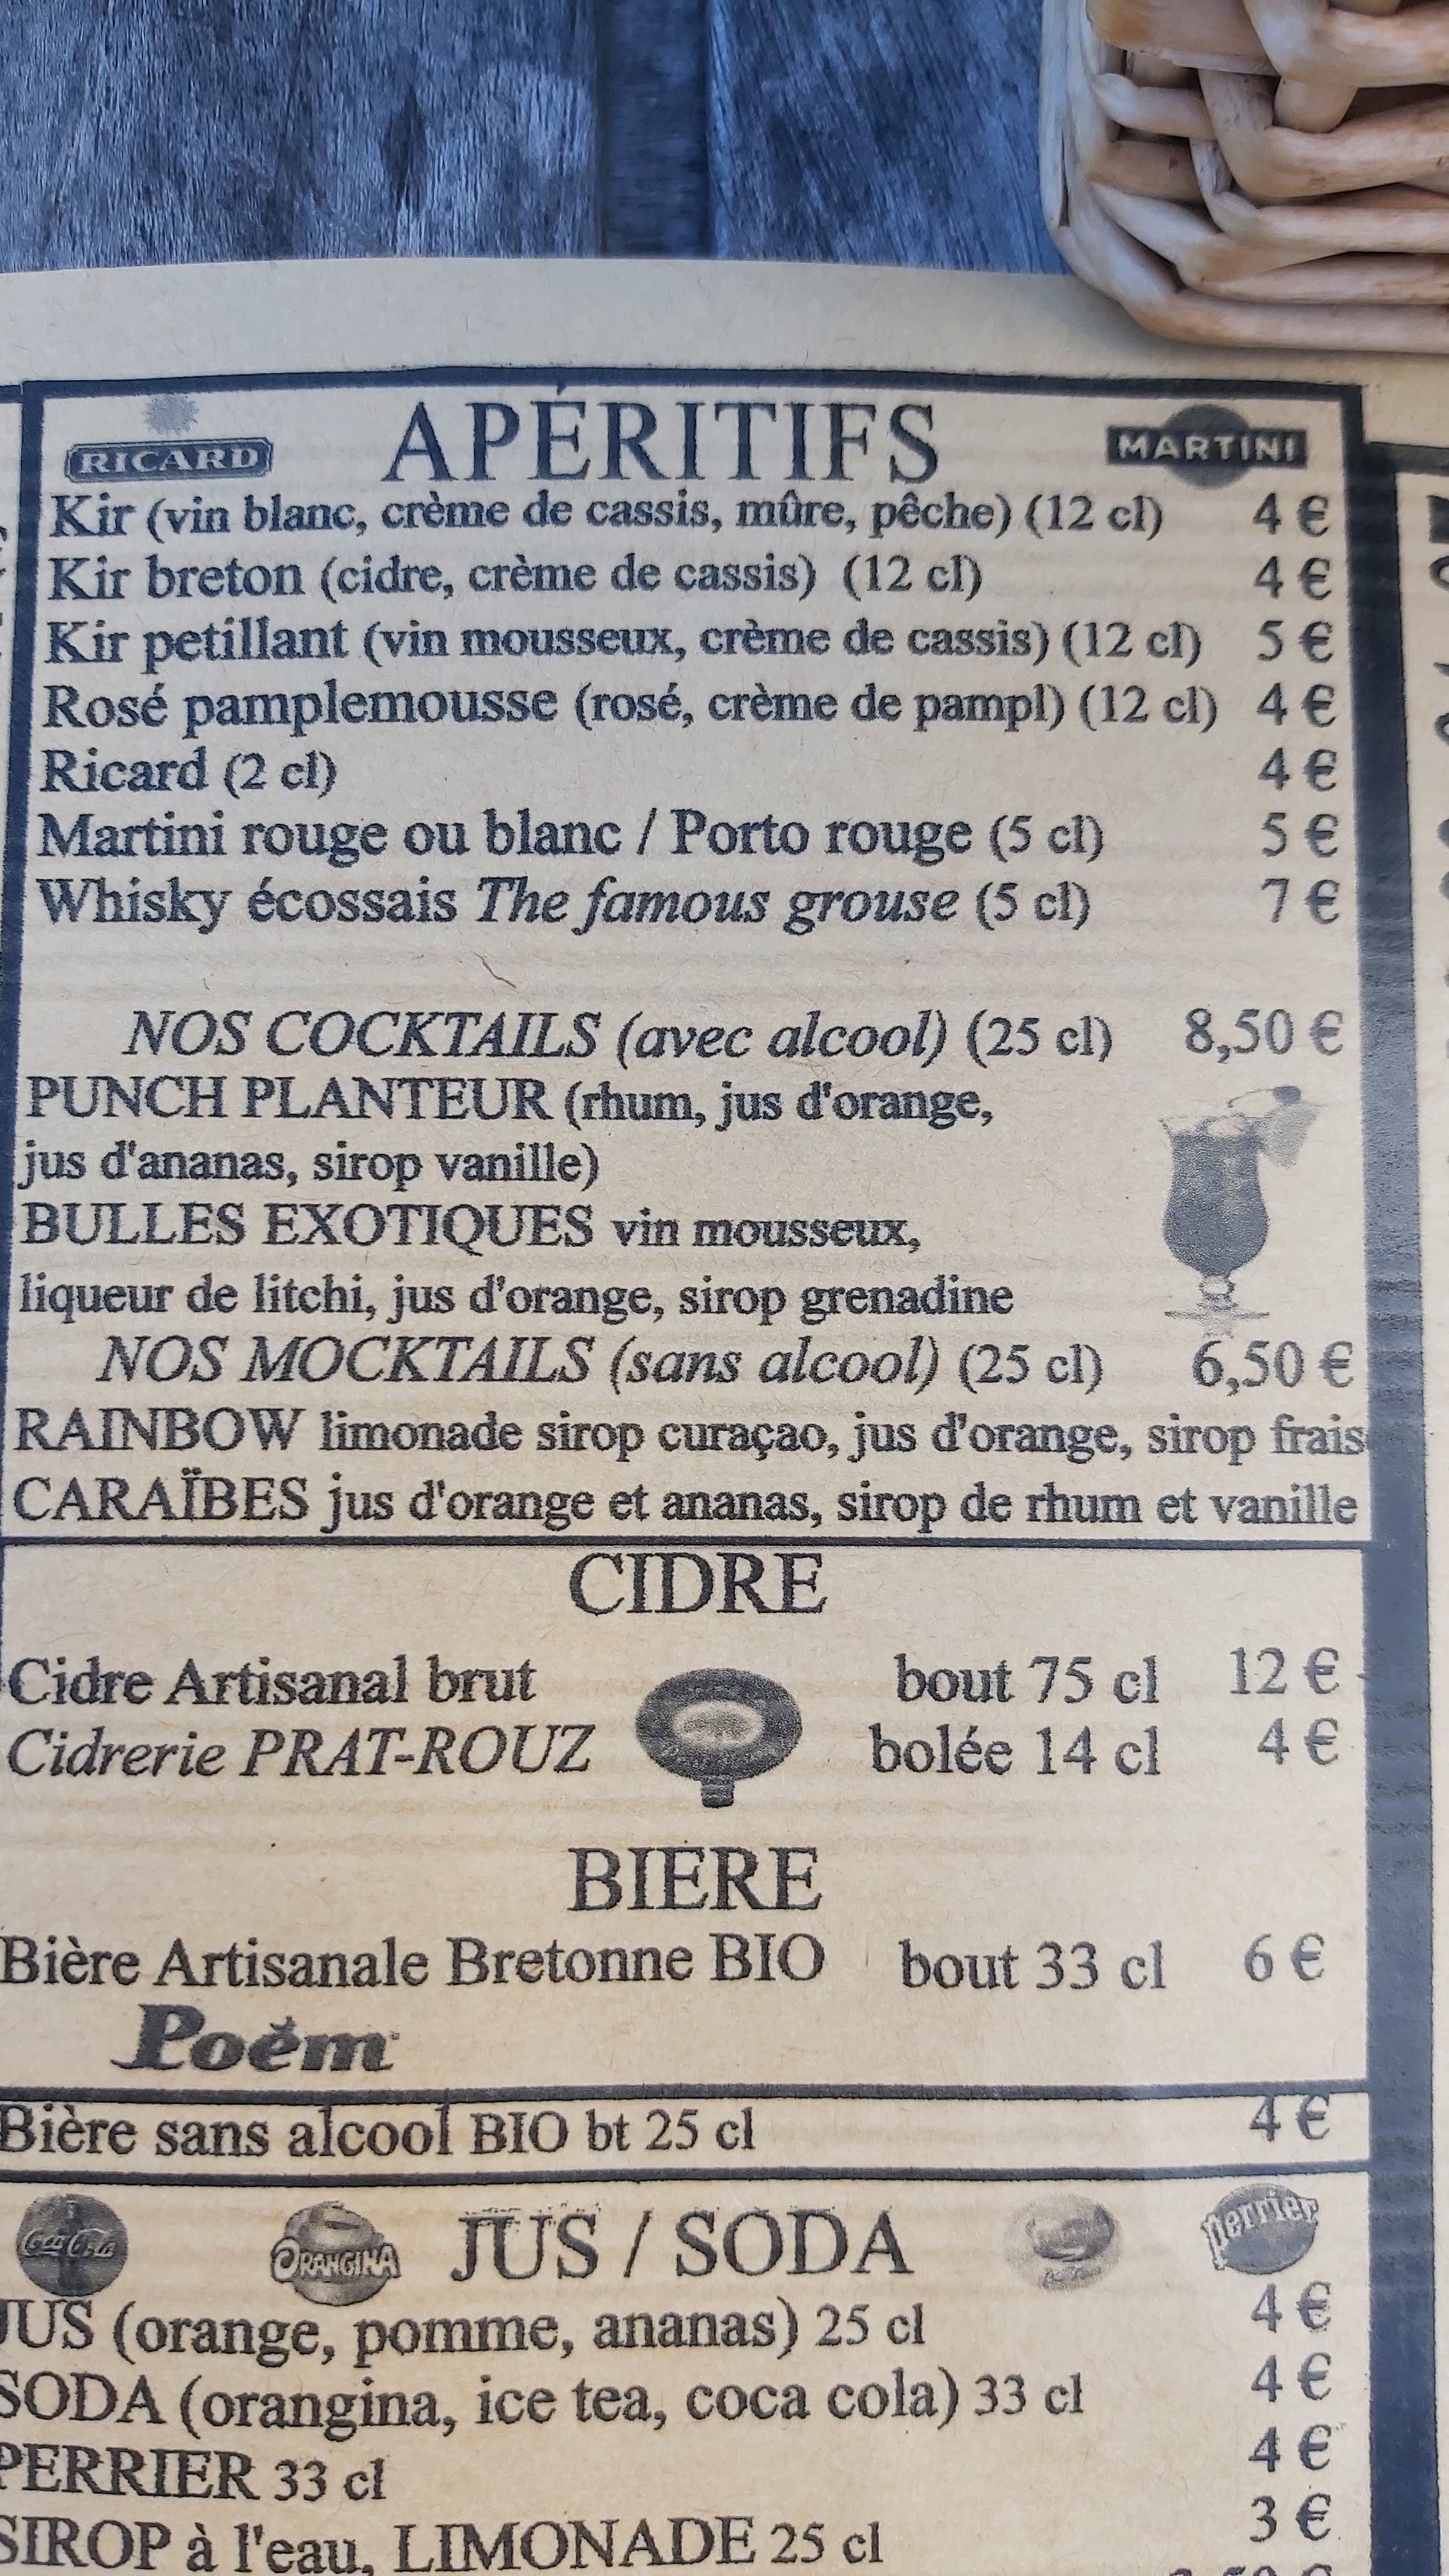 RICARD
APÉRITIFS
MARTINI
Kir (vin blanc, crème de cassis, mûre, pêche) (12 cl) 4 €
Kir breton (cidre, crème de cassis) (12 cl) 4 €
Kir petillant (vin mousseux, crème de cassis) (12 cl) 5 €
Rosé pamplemousse (rosé, crème de pampl) (12 cl) 4 €
Ricard (2 cl) 4 €
Martini rouge ou blanc / Porto rouge (5 cl) 5 €
Whisky écossais The famous grouse (5 cl) 7 €
NOS COCKTAILS (avec alcool) (25 cl) 8,50 €
PUNCH PLANTEUR (rhum, jus d'orange,
jus d'ananas, sirop vanille)
BULLES EXOTIQUES vin mousseux,
liqueur de litchi, jus d'orange, sirop grenadine
NOS MOCKTAILS (sans alcool) (25 cl) 6,50 €
RAINBOW limonade sirop curaçao, jus d'orange, sirop frais
CARAÏBES jus d'orange et ananas, sirop de rhum et vanille
CIDRE
Cidre Artisanal brut bout 75 cl 12 €
Cidrerie PRAT-ROUZ bolée 14 cl 4 €
BIERE
Bière Artisanale Bretonne BIO bout 33 cl 6 €
Poèm
Bière sans alcool BIO bt 25 cl 4 €
Coca-Cola
ORANGINA
JUS / SODA
Perrier
JUS (orange, pomme, ananas) 25 cl 4 €
SODA (orangina, ice tea, coca cola) 33 cl 4 €
PERRIER 33 cl 4 €
SIROP à l'eau, LIMONADE 25 cl 3 €